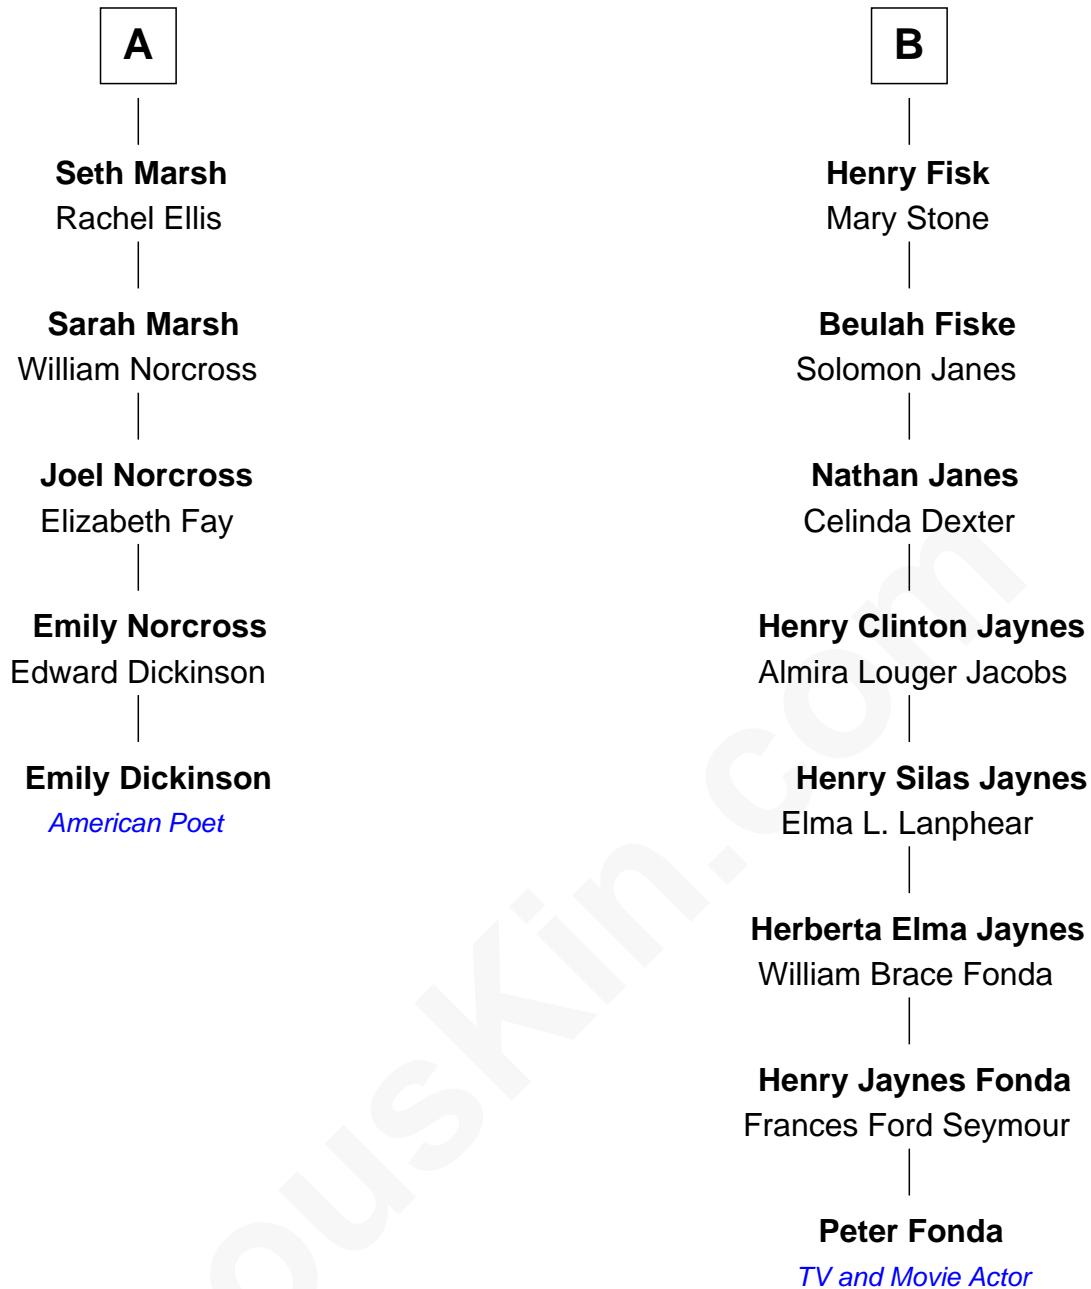 A
Seth Marsh
Rachel Ellis
Sarah Marsh
William Norcross
Joel Norcross
Elizabeth Fay
Emily Norcross
Edward Dickinson
Emily Dickinson
American Poet
B
Henry Fisk
Mary Stone
Beulah Fiske
Solomon Janes
Nathan Janes
Celinda Dexter
Henry Clinton Jaynes
Almira Louger Jacobs
Henry Silas Jaynes
Elma L. Lanphear
Herberta Elma Jaynes
William Brace Fonda
Henry Jaynes Fonda
Frances Ford Seymour
Peter Fonda
TV and Movie Actor
ousKin.com